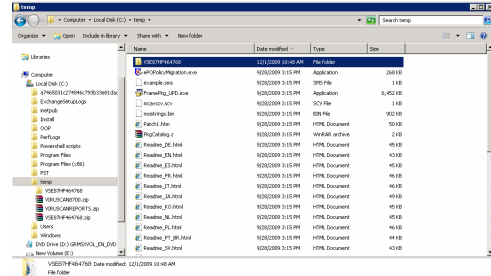 temp
Computer • Local Disk (C:) • temp •
Search temp
Organize Open Include in library Share with New folder
Name Date modified Type Size
Libraries
Computer
Local Disk (C:)
ExchangeSetupLogs
inetpub
Install
OOP
PerfLogs
Powershell scripts
Program Files
Program Files (x86)
PST
temp
VSE87HF464768
VIRUSCAN8700.zip
VIRUSCANREPORTS.zip
VSE87HF464768.zip
Users
Windows
DVD Drive (D:) GRMSXVOL_EN_DVD
New Volume (E:)
VSE87HF464768 12/1/2009 10:48 AM File folder
ePOPolicyMigration.exe 9/28/2009 3:15 PM Application 268 KB
example.sms 9/28/2009 3:15 PM SMS File 1 KB
FramePkg_UPD.exe 9/28/2009 3:15 PM Application 6,452 KB
mcavscv.scv 9/28/2009 3:15 PM SCV File 1 KB
msistrings.bin 9/28/2009 3:15 PM BIN File 902 KB
Patch1.htm 9/28/2009 3:15 PM HTML Document 50 KB
PkgCatalog.z 9/28/2009 3:15 PM WinRAR archive 2 KB
Readme_DE.html 9/28/2009 3:15 PM HTML Document 45 KB
Readme_EN.html 9/28/2009 3:15 PM HTML Document 43 KB
Readme_ES.html 9/28/2009 3:15 PM HTML Document 45 KB
Readme_FR.html 9/28/2009 3:15 PM HTML Document 46 KB
Readme_IT.html 9/28/2009 3:15 PM HTML Document 46 KB
Readme_JA.html 9/28/2009 3:15 PM HTML Document 49 KB
Readme_KO.html 9/28/2009 3:15 PM HTML Document 45 KB
Readme_NL.html 9/28/2009 3:15 PM HTML Document 45 KB
Readme_PL.html 9/28/2009 3:15 PM HTML Document 46 KB
Readme_PT_BR.html 9/28/2009 3:15 PM HTML Document 44 KB
Readme_SV.html 9/28/2009 3:15 PM HTML Document 43 KB
VSE87HF464768 Date modified: 12/1/2009 10:48 AM
File folder